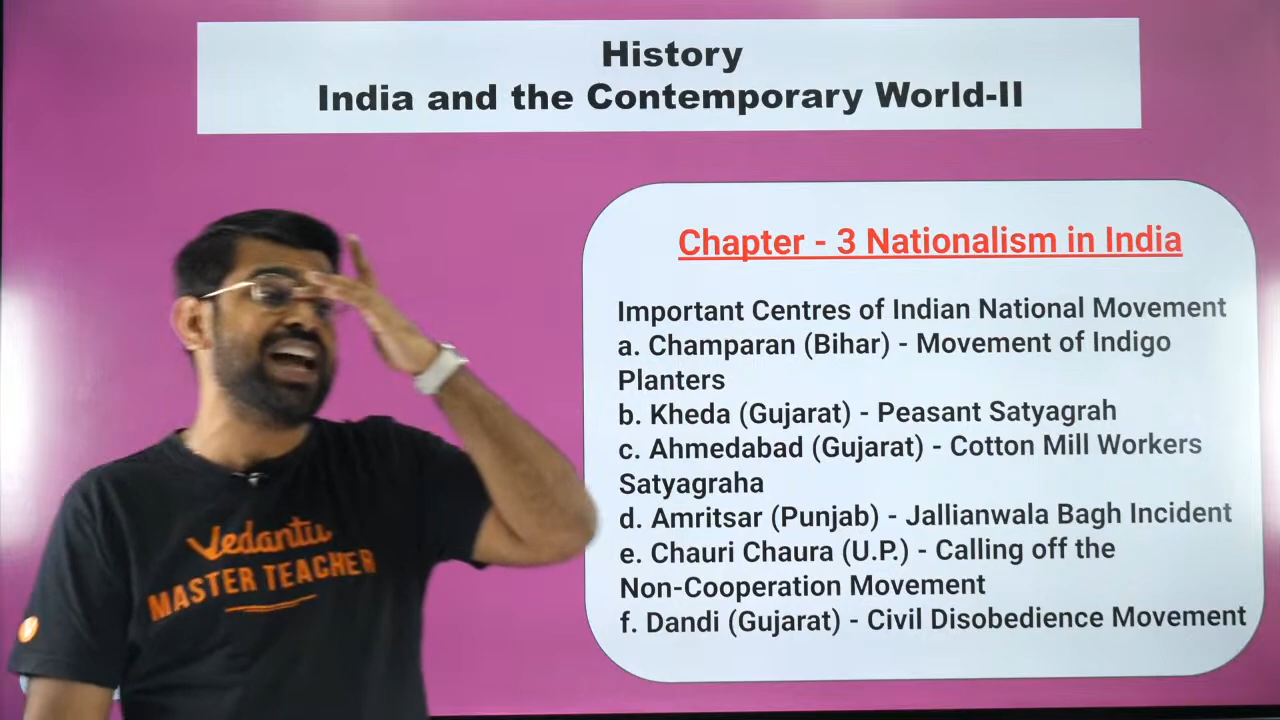 History
India and the Contemporary World-II
Chapter - 3 Nationalism in India
Important Centres of Indian National Movement
a. Champaran (Bihar) - Movement of Indigo
Planters
b. Kheda (Gujarat) - Peasant Satyagrah
c. Ahmedabad (Gujarat) - Cotton Mill Workers
Satyagraha
d. Amritsar (Punjab) - Jallianwala Bagh Incident
e. Chauri Chaura (U.P.) - Calling off the
Non-Cooperation Movement
f. Dandi (Gujarat) - Civil Disobedience Movement
Vedantu
MASTER TEACHER